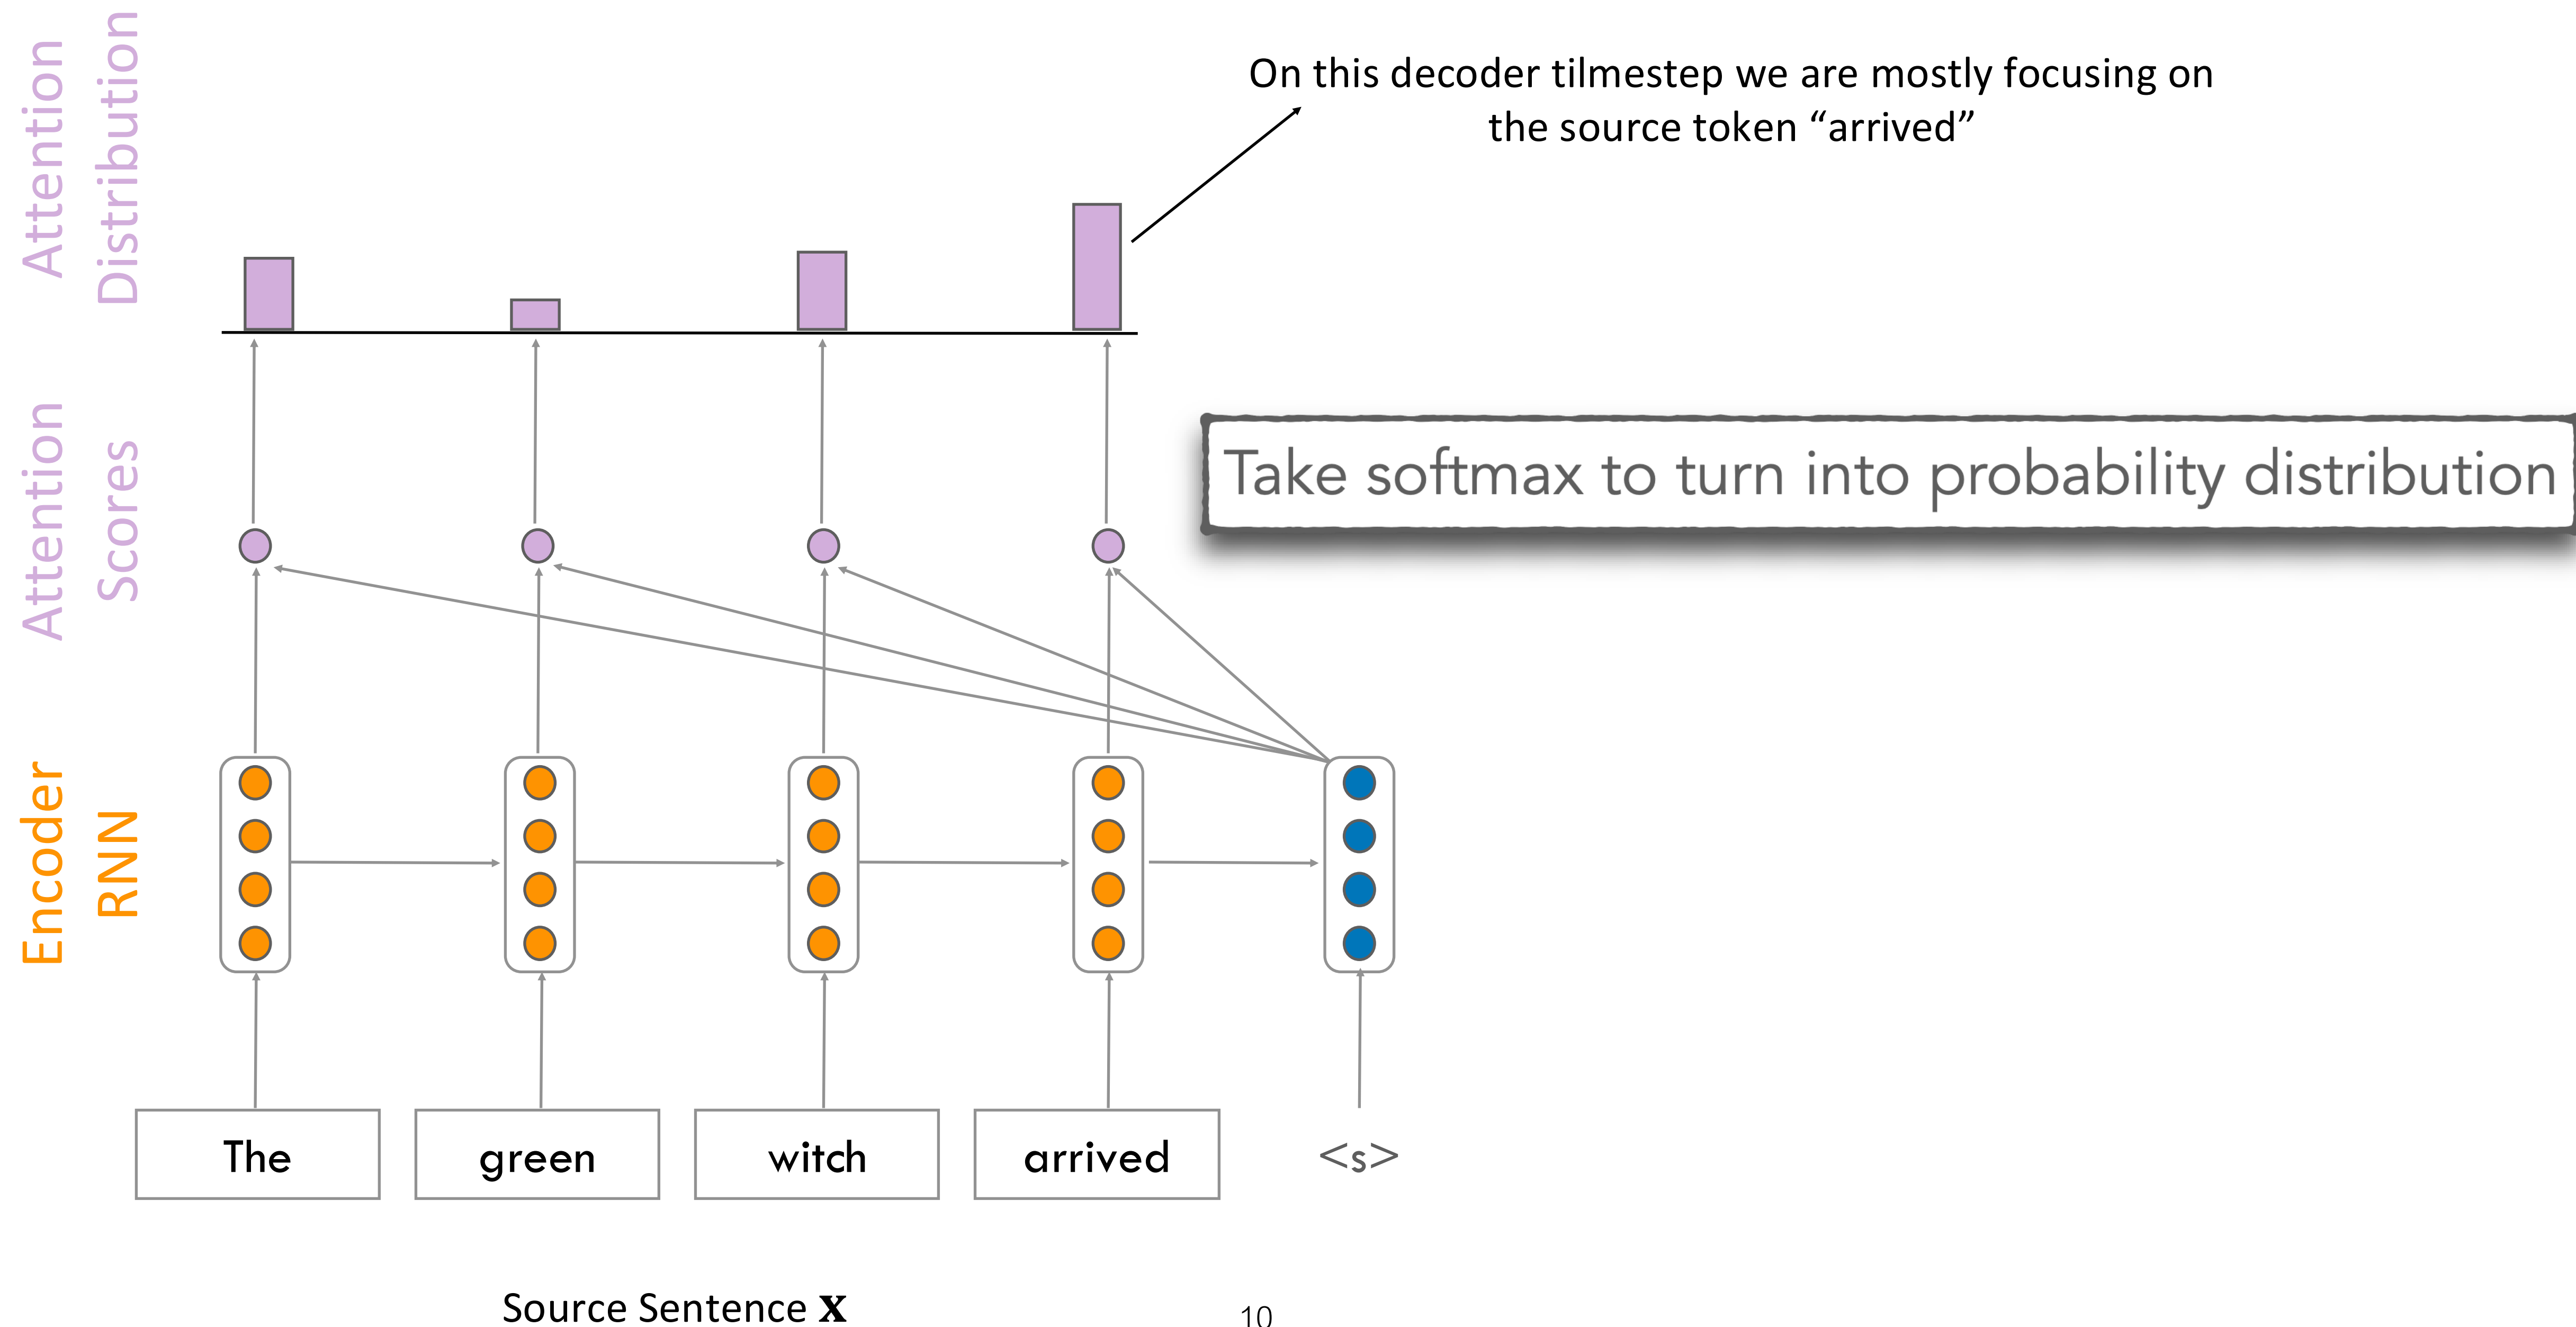 Attention
Distribution
On this decoder tilmestep we are mostly focusing on
the source token “arrived”
Attention
Scores
Take softmax to turn into probability distribution
Encoder
RNN
The
green
witch
arrived
<s>
Source Sentence x
10